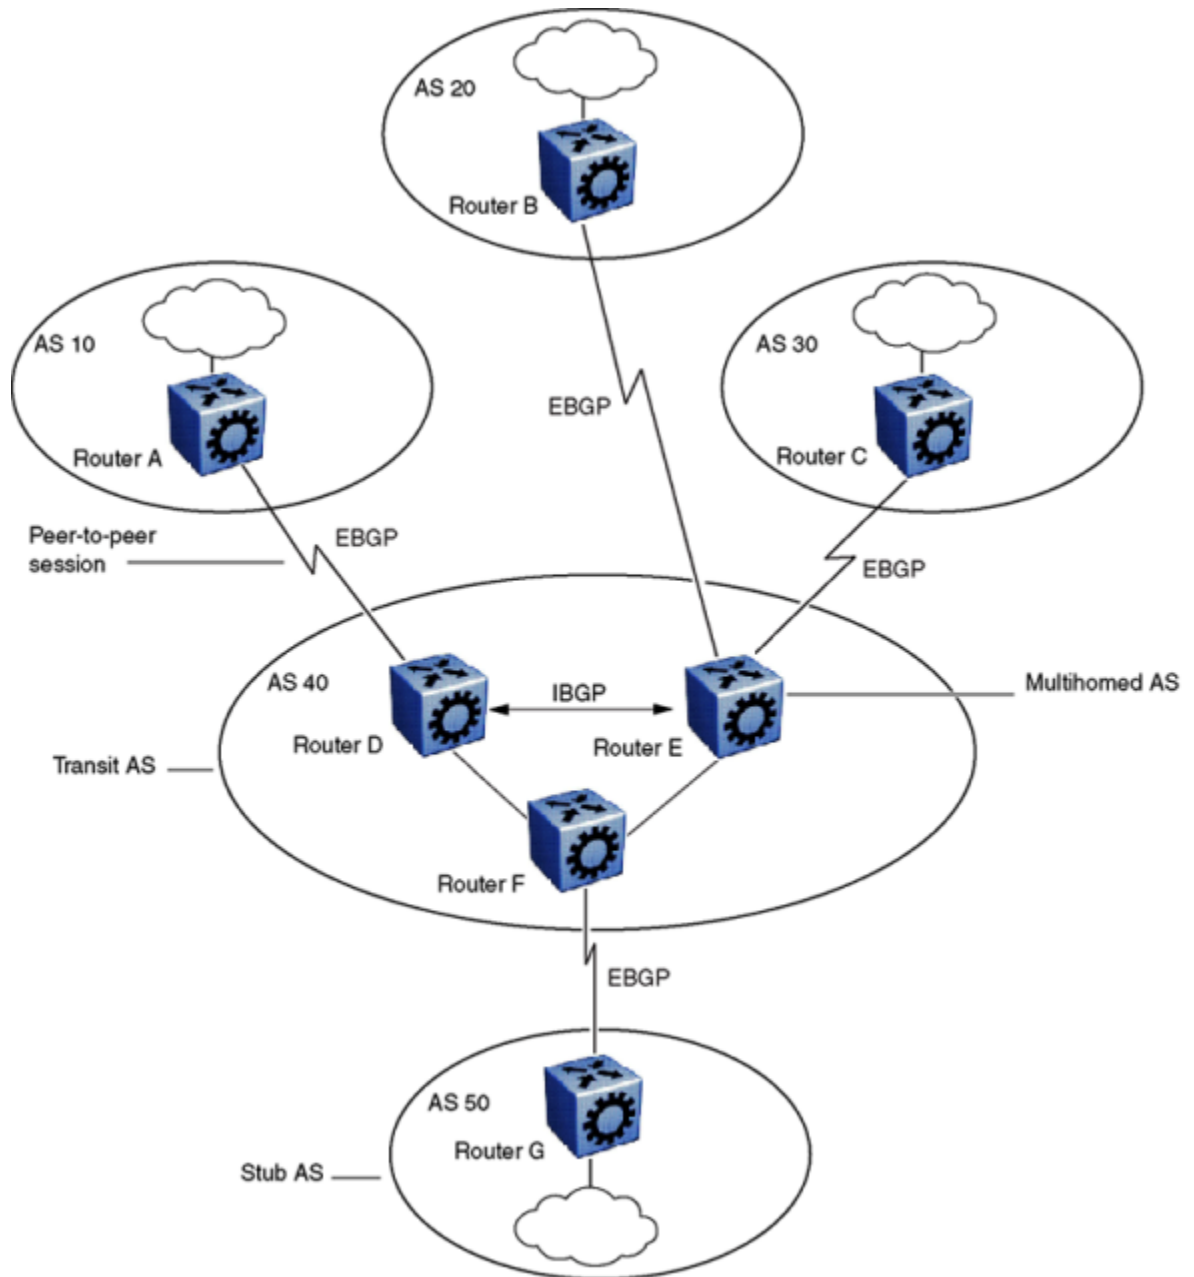 AS 20
Router B
AS 10
Router A
AS 30
Router C
EBGP
Peer-to-peer
session
EBGP
EBGP
AS 40
IBGP
Router D
Router E
Multihomed AS
Transit AS
Router F
EBGP
AS 50
Router G
Stub AS